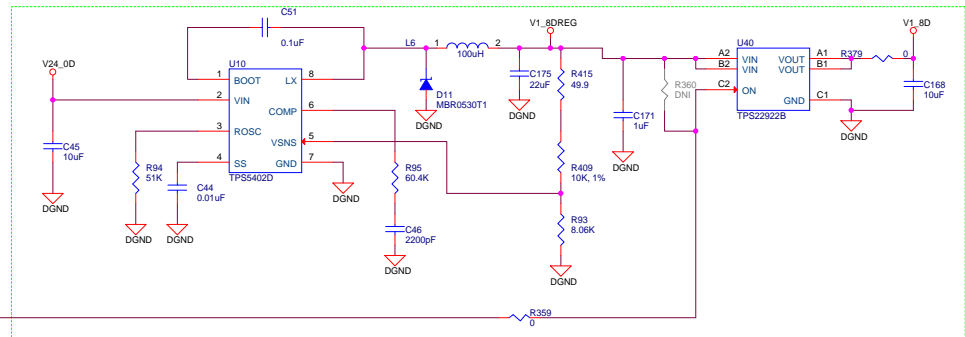 C51
0.1uF
V24_0D
U10
1
BOOT
LX
8
2
VIN
COMP
6
3
ROSC
VSNS
5
4
SS
GND
7
TPS5402D
C45
10uF
DGND
R94
51K
DGND
C44
0.01uF
DGND
DGND
R95
60.4K
C46
2200pF
DGND
L6
1
2
100uH
D11
MBR0530T1
DGND
V1_8DREG
C175
22uF
DGND
R415
49.9
R409
10K, 1%
R93
8.06K
DGND
C171
1uF
DGND
R360
DNI
U40
A2
VIN
VOUT
A1
B2
VIN
VOUT
B1
C2
ON
GND
C1
TPS22922B
R379
0
V1_8D
C168
10uF
DGND
R359
0